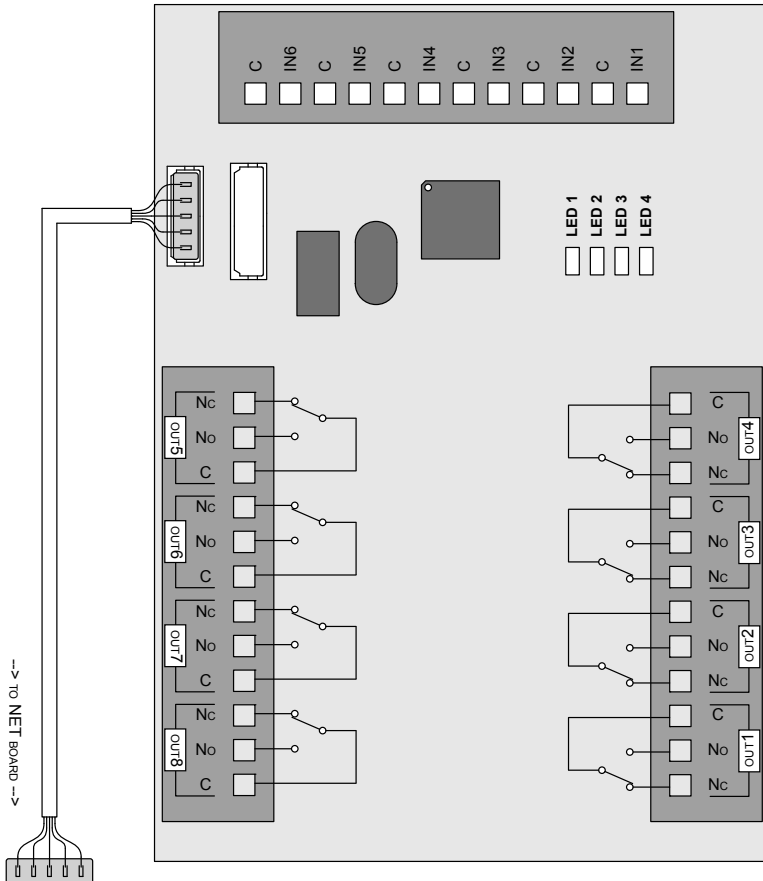 C IN6 C IN5 C IN4 C IN3 C IN2 C IN1
LED 1
LED 2
LED 3
LED 4
NC
NO
C
OUT5
NC
NO
C
OUT6
NC
NO
C
OUT7
NC
NO
C
OUT8
C
NO
NC
OUT4
C
NO
NC
OUT3
C
NO
NC
OUT2
C
NO
NC
OUT1
--> TO NET BOARD -->